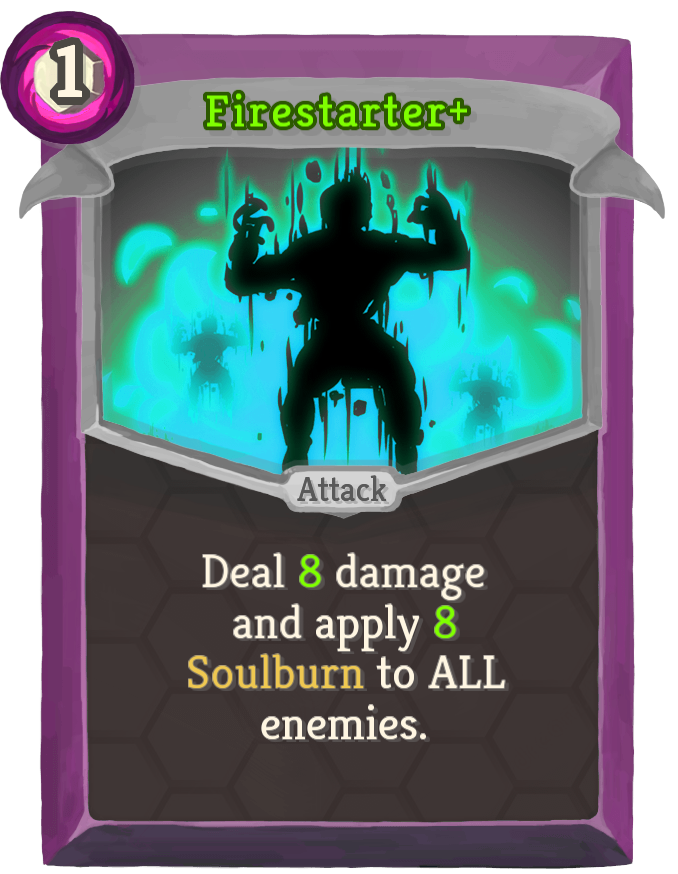 1
Firestarter+
Attack
Deal 8 damage
and apply 8
Soulburn to ALL
enemies.